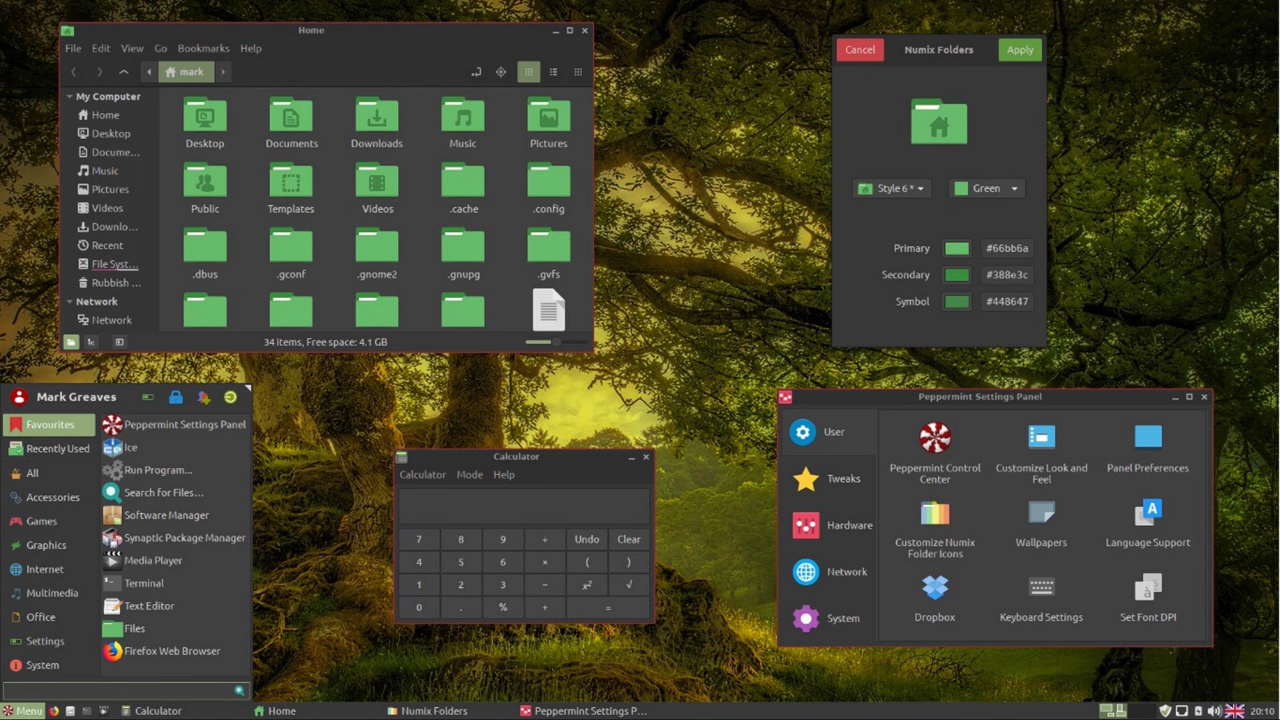 Home
File Edit View Go Bookmarks Help
mark
My Computer
Home
Desktop
Docume...
Music
Pictures
Videos
Downlo...
Recent
File Syst...
Rubbish ...
Network
Network
Desktop Documents Downloads Music Pictures
Public Templates Videos .cache .config
.dbus .gconf .gnome2 .gnupg .gvfs
34 items, Free space: 4.1 GB
Cancel Numix Folders Apply
Style 6 * Green
Primary #66bb6a
Secondary #388e3c
Symbol #448647
Mark Greaves
Favourites
Recently Used
All
Accessories
Games
Graphics
Internet
Multimedia
Office
Settings
System
Peppermint Settings Panel
Ice
Run Program...
Search for Files...
Software Manager
Synaptic Package Manager
Media Player
Terminal
Text Editor
Files
Firefox Web Browser
Calculator
Calculator Mode Help
7 8 9 ÷ Undo Clear
4 5 6 × ( )
1 2 3 − x² √
0 . % + =
Peppermint Settings Panel
User
Tweaks
Hardware
Network
System
Peppermint Control
Center
Customize Look and
Feel
Panel Preferences
Customize Numix
Folder Icons
Wallpapers
Language Support
Dropbox
Keyboard Settings
Set Font DPI
Menu Calculator Home Numix Folders Peppermint Settings P... 20:10